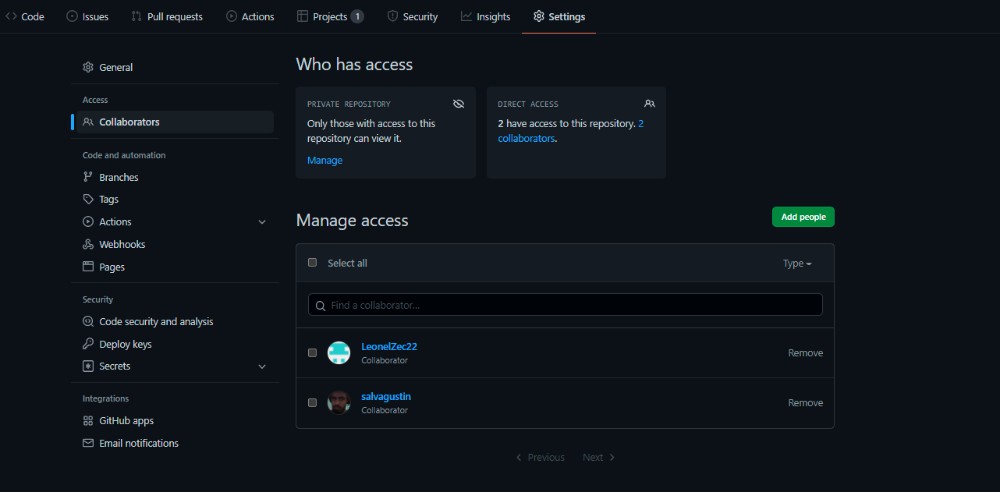 Code Issues Pull requests Actions Projects 1 Security Insights Settings
General
Access
Collaborators
Code and automation
Branches
Tags
Actions
Webhooks
Pages
Security
Code security and analysis
Deploy keys
Secrets
Integrations
GitHub apps
Email notifications
Who has access
PRIVATE REPOSITORY
Only those with access to this
repository can view it.
Manage
DIRECT ACCESS
2 have access to this repository. 2
collaborators.
Manage access
Add people
Select all
Type
Find a collaborator...
LeonelZec22
Collaborator
Remove
salvagustin
Collaborator
Remove
Previous Next